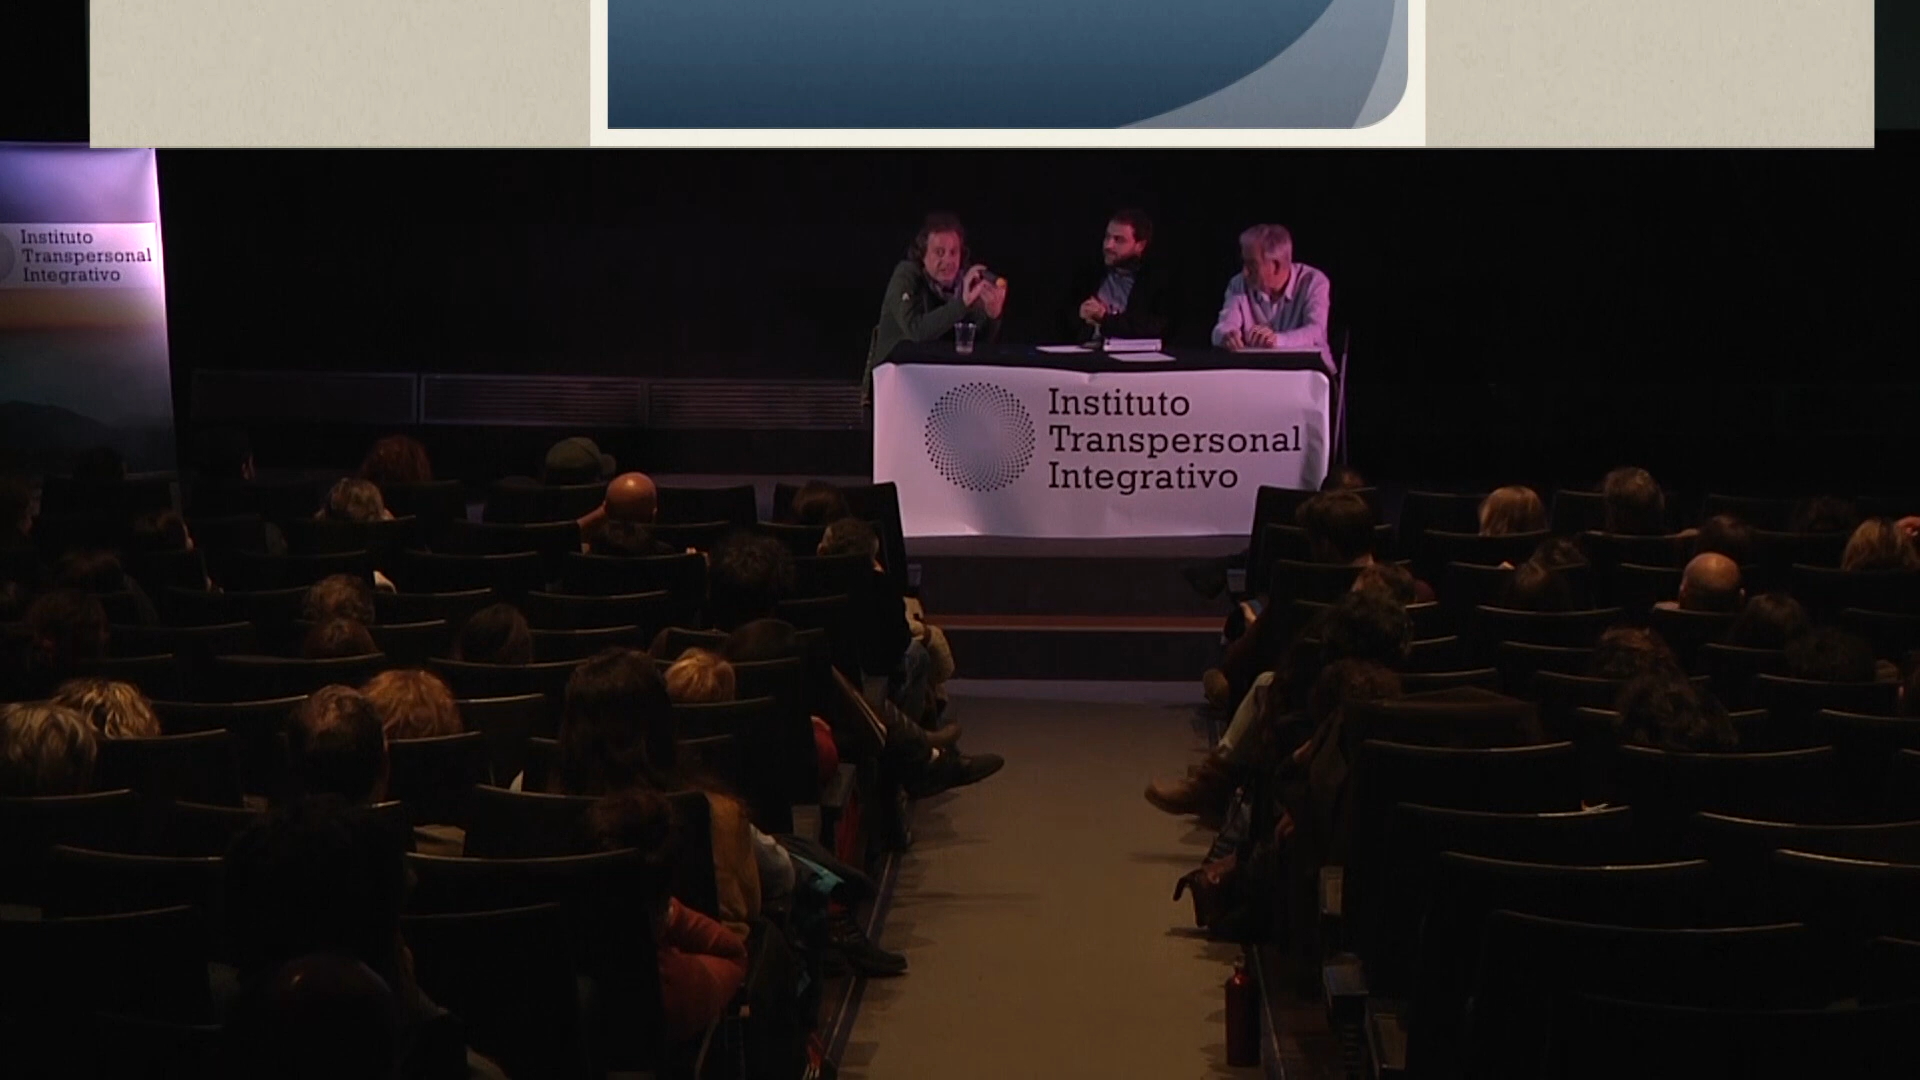 Instituto
Transpersonal
Integrativo
Instituto
Transpersonal
Integrativo